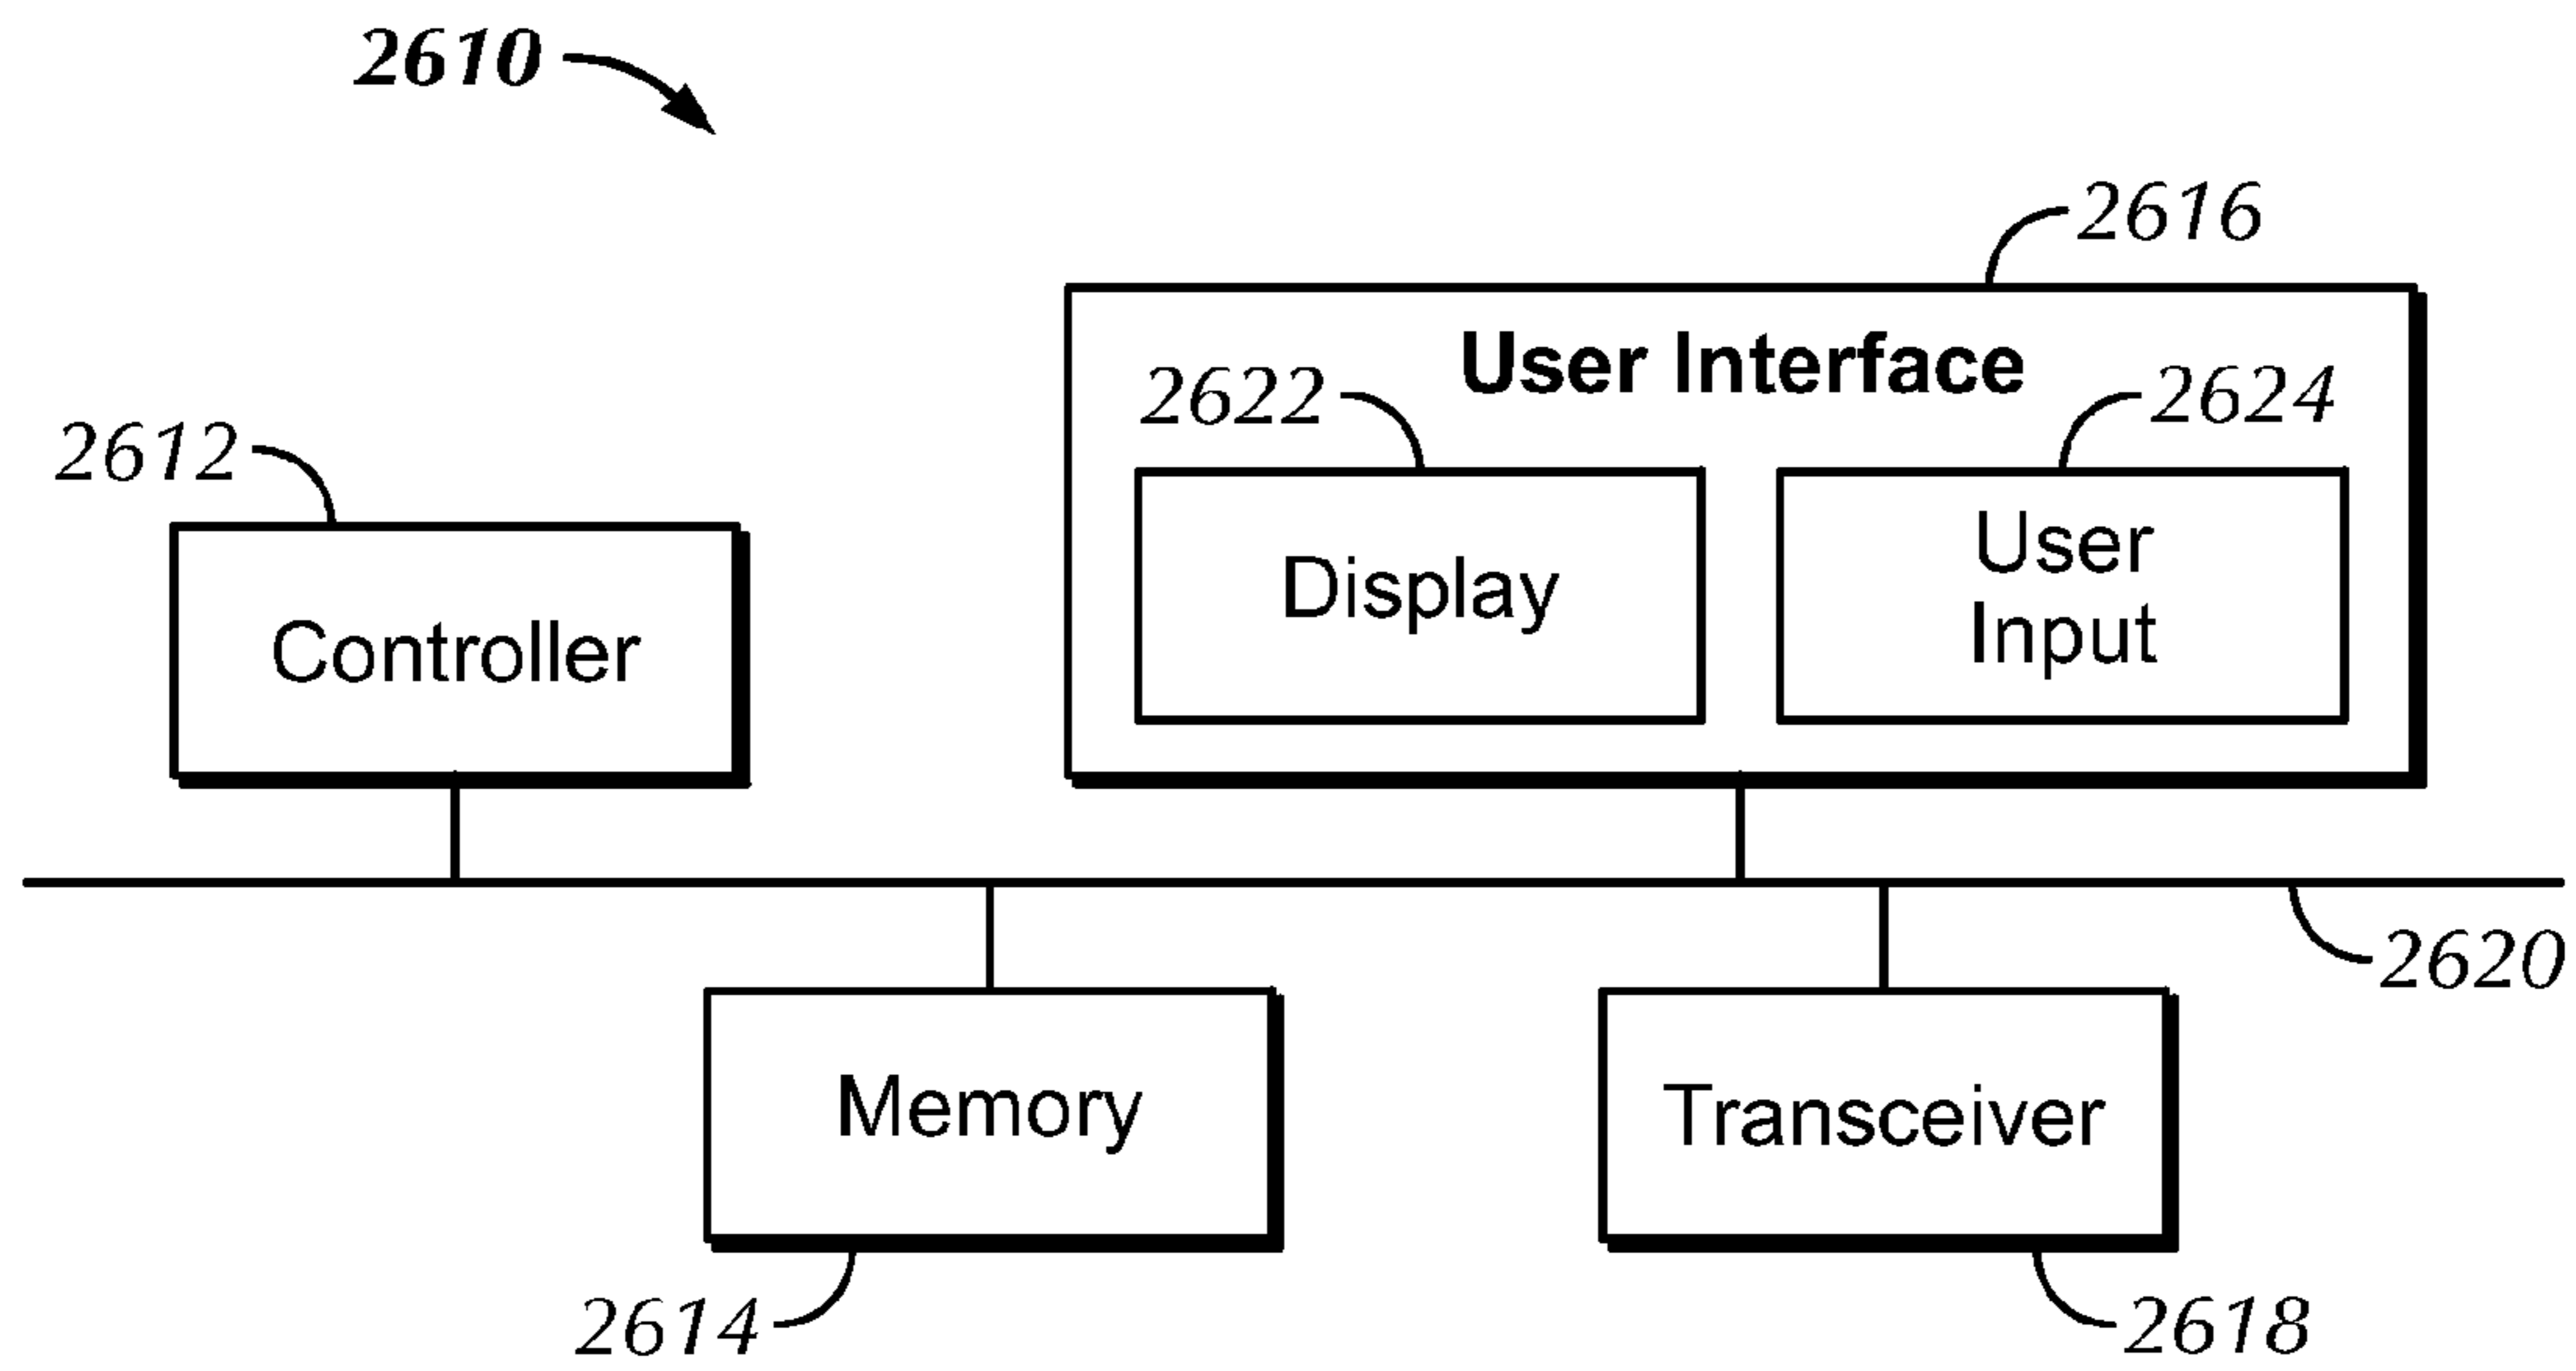 2610
2616
User Interface
2622
2624
2612
Display
User
Input
Controller
2620
Memory
Transceiver
2614
2618